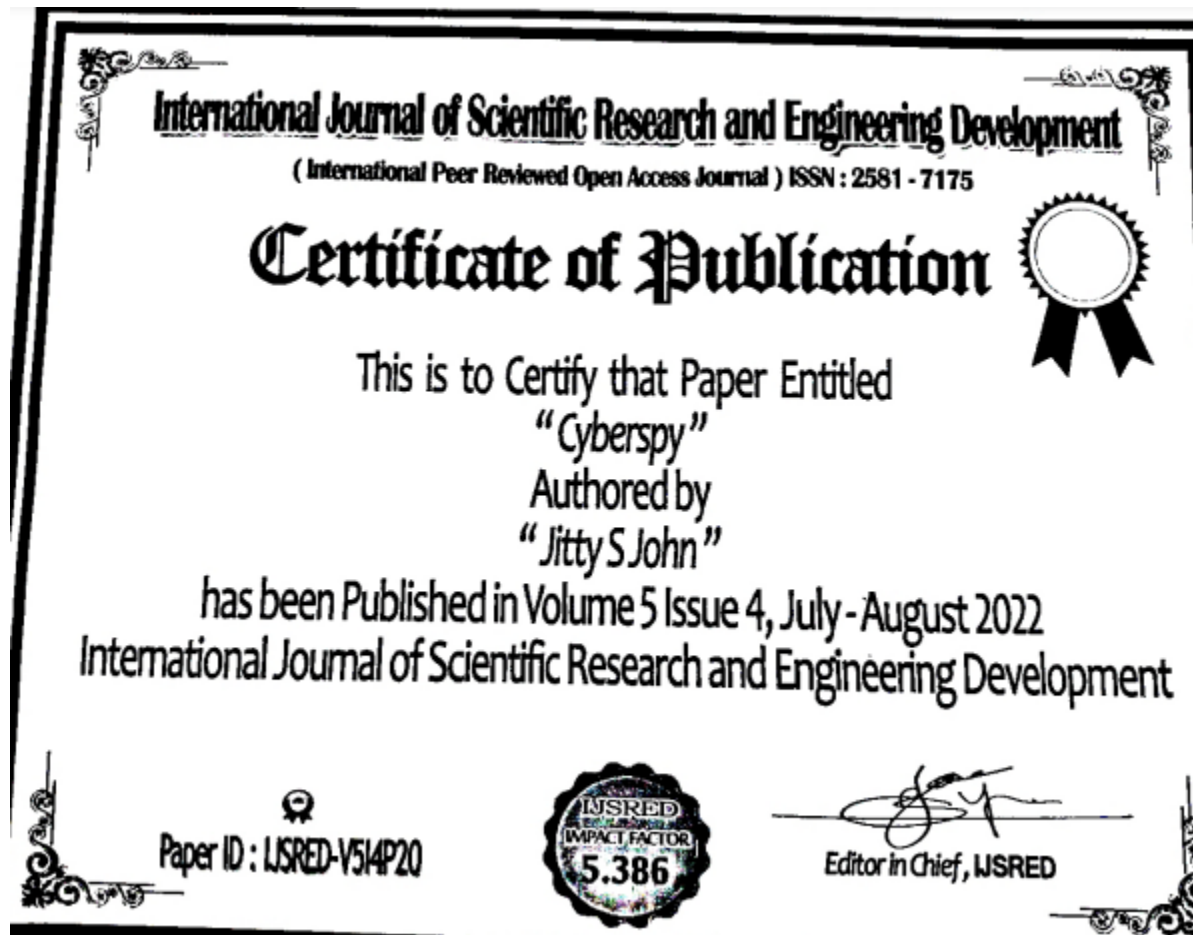 International Journal of Scientific Research and Engineering Development
( International Peer Reviewed Open Access Journal ) ISSN : 2581 - 7175
Certificate of Publication
This is to Certify that Paper Entitled
“Cyberspy”
Authored by
“Jitty S John”
has been Published in Volume 5 Issue 4, July - August 2022
International Journal of Scientific Research and Engineering Development
Paper ID : IJSRED-V5I4P20
IJSRED
IMPACT FACTOR
5.386
Editor in Chief, IJSRED